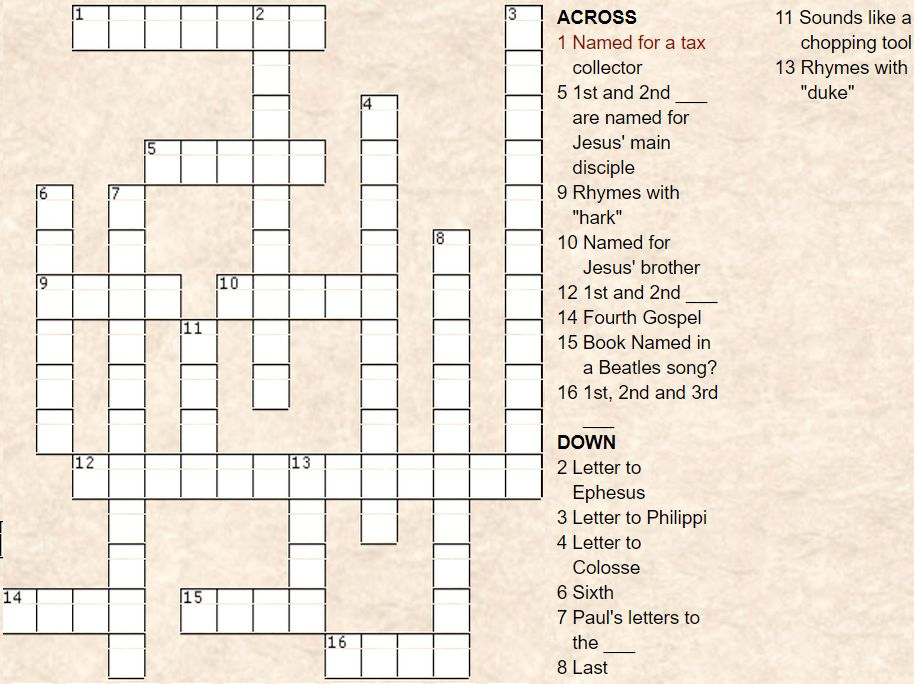 1
2
3
4
5
6
7
8
9
10
11
12
13
14
15
16
ACROSS
1 Named for a tax
collector
5 1st and 2nd ___
are named for
Jesus' main
disciple
9 Rhymes with
"hark"
10 Named for
Jesus' brother
12 1st and 2nd ___
14 Fourth Gospel
15 Book Named in
a Beatles song?
16 1st, 2nd and 3rd
___
DOWN
2 Letter to
Ephesus
3 Letter to Philippi
4 Letter to
Colosse
6 Sixth
7 Paul's letters to
the ___
8 Last
11 Sounds like a
chopping tool
13 Rhymes with
"duke"